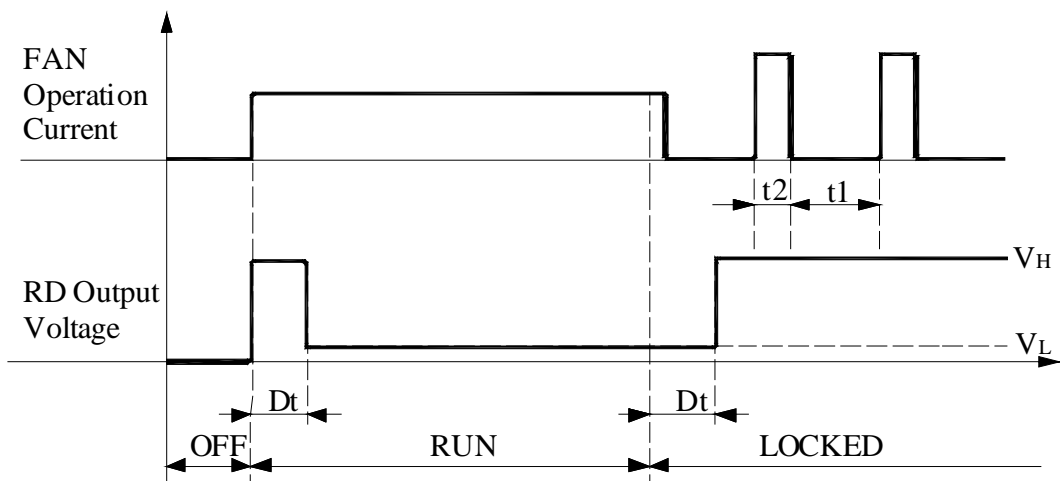 FAN
Operation
Current
t2
t1
VH
RD Output
Voltage
VL
Dt
Dt
OFF
RUN
LOCKED